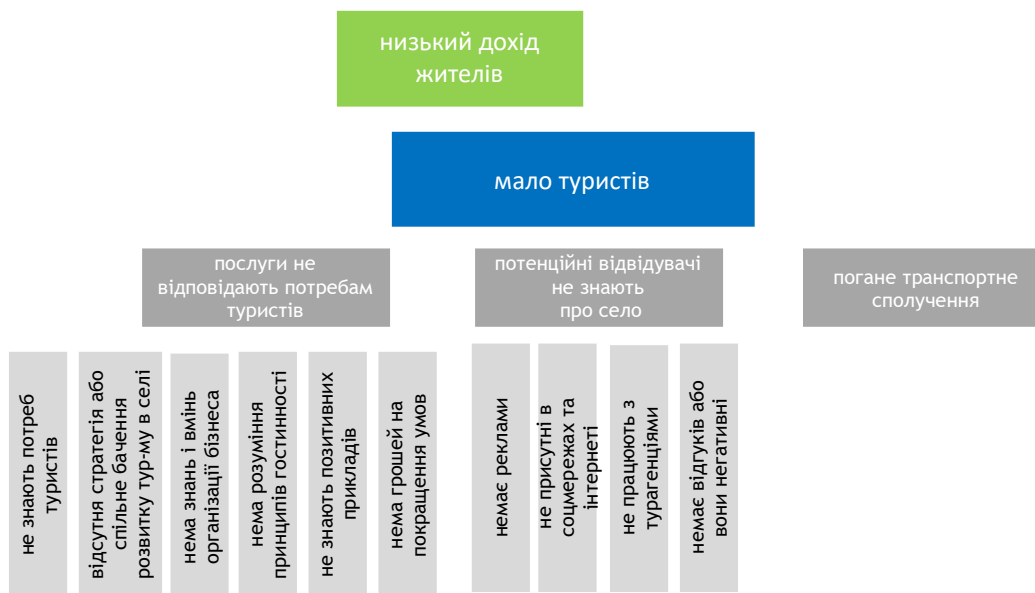 низький дохід
жителів
мало туристів
послуги не
відповідають потребам
туристів
потенційні відвідувачі
не знають
про село
погане транспортне
сполучення
не знають потреб
туристів
відсутня стратегія або
спільне бачення
розвитку тур-му в селі
нема знань і вмінь
організації бізнеса
нема розуміння
принципів гостинності
не знають позитивних
прикладів
нема грошей на
покращення умов
немає реклами
не присутні в
соцмережах та
інтернеті
не працюють з
турагенціями
немає відгуків або
вони негативні